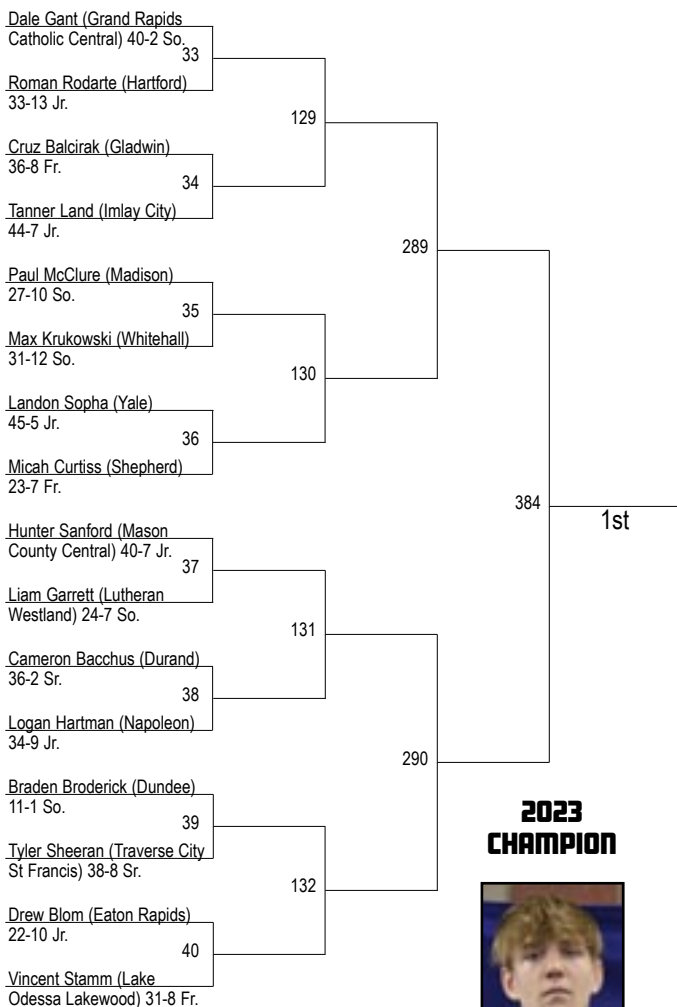 Dale Gant (Grand Rapids
Catholic Central) 40-2 So.
33
Roman Rodarte (Hartford)
33-13 Jr.
129
Cruz Balcirak (Gladwin)
36-8 Fr.
34
Tanner Land (Imlay City)
44-7 Jr.
289
Paul McClure (Madison)
27-10 So.
35
Max Krukowski (Whitehall)
31-12 So.
130
Landon Sopha (Yale)
45-5 Jr.
36
Micah Curtiss (Shepherd)
23-7 Fr.
384
1st
Hunter Sanford (Mason
County Central) 40-7 Jr.
37
Liam Garrett (Lutheran
Westland) 24-7 So.
131
Cameron Bacchus (Durand)
36-2 Sr.
38
Logan Hartman (Napoleon)
34-9 Jr.
290
Braden Broderick (Dundee)
11-1 So.
39
Tyler Sheeran (Traverse City
St Francis) 38-8 Sr.
132
Drew Blom (Eaton Rapids)
22-10 Jr.
40
Vincent Stamm (Lake
Odessa Lakewood) 31-8 Fr.
2023
CHAMPION